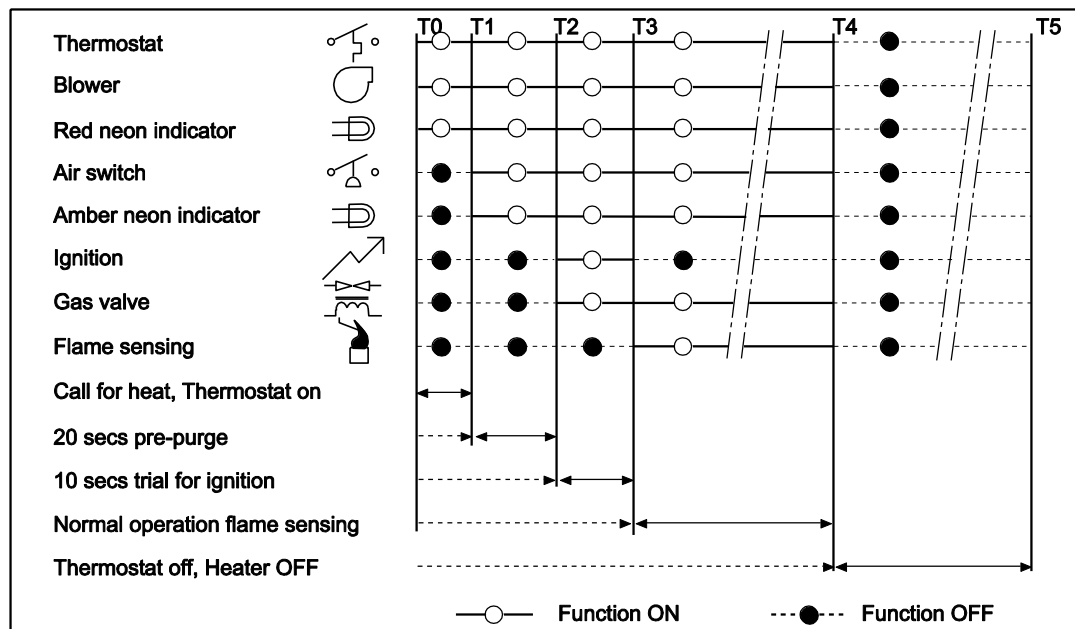 T0 T1 T2 T3 T4 T5
Thermostat
Blower
Red neon indicator
Air switch
Amber neon indicator
Ignition
Gas valve
Flame sensing
Call for heat, Thermostat on
20 secs pre-purge
10 secs trial for ignition
Normal operation flame sensing
Thermostat off, Heater OFF
Function ON Function OFF